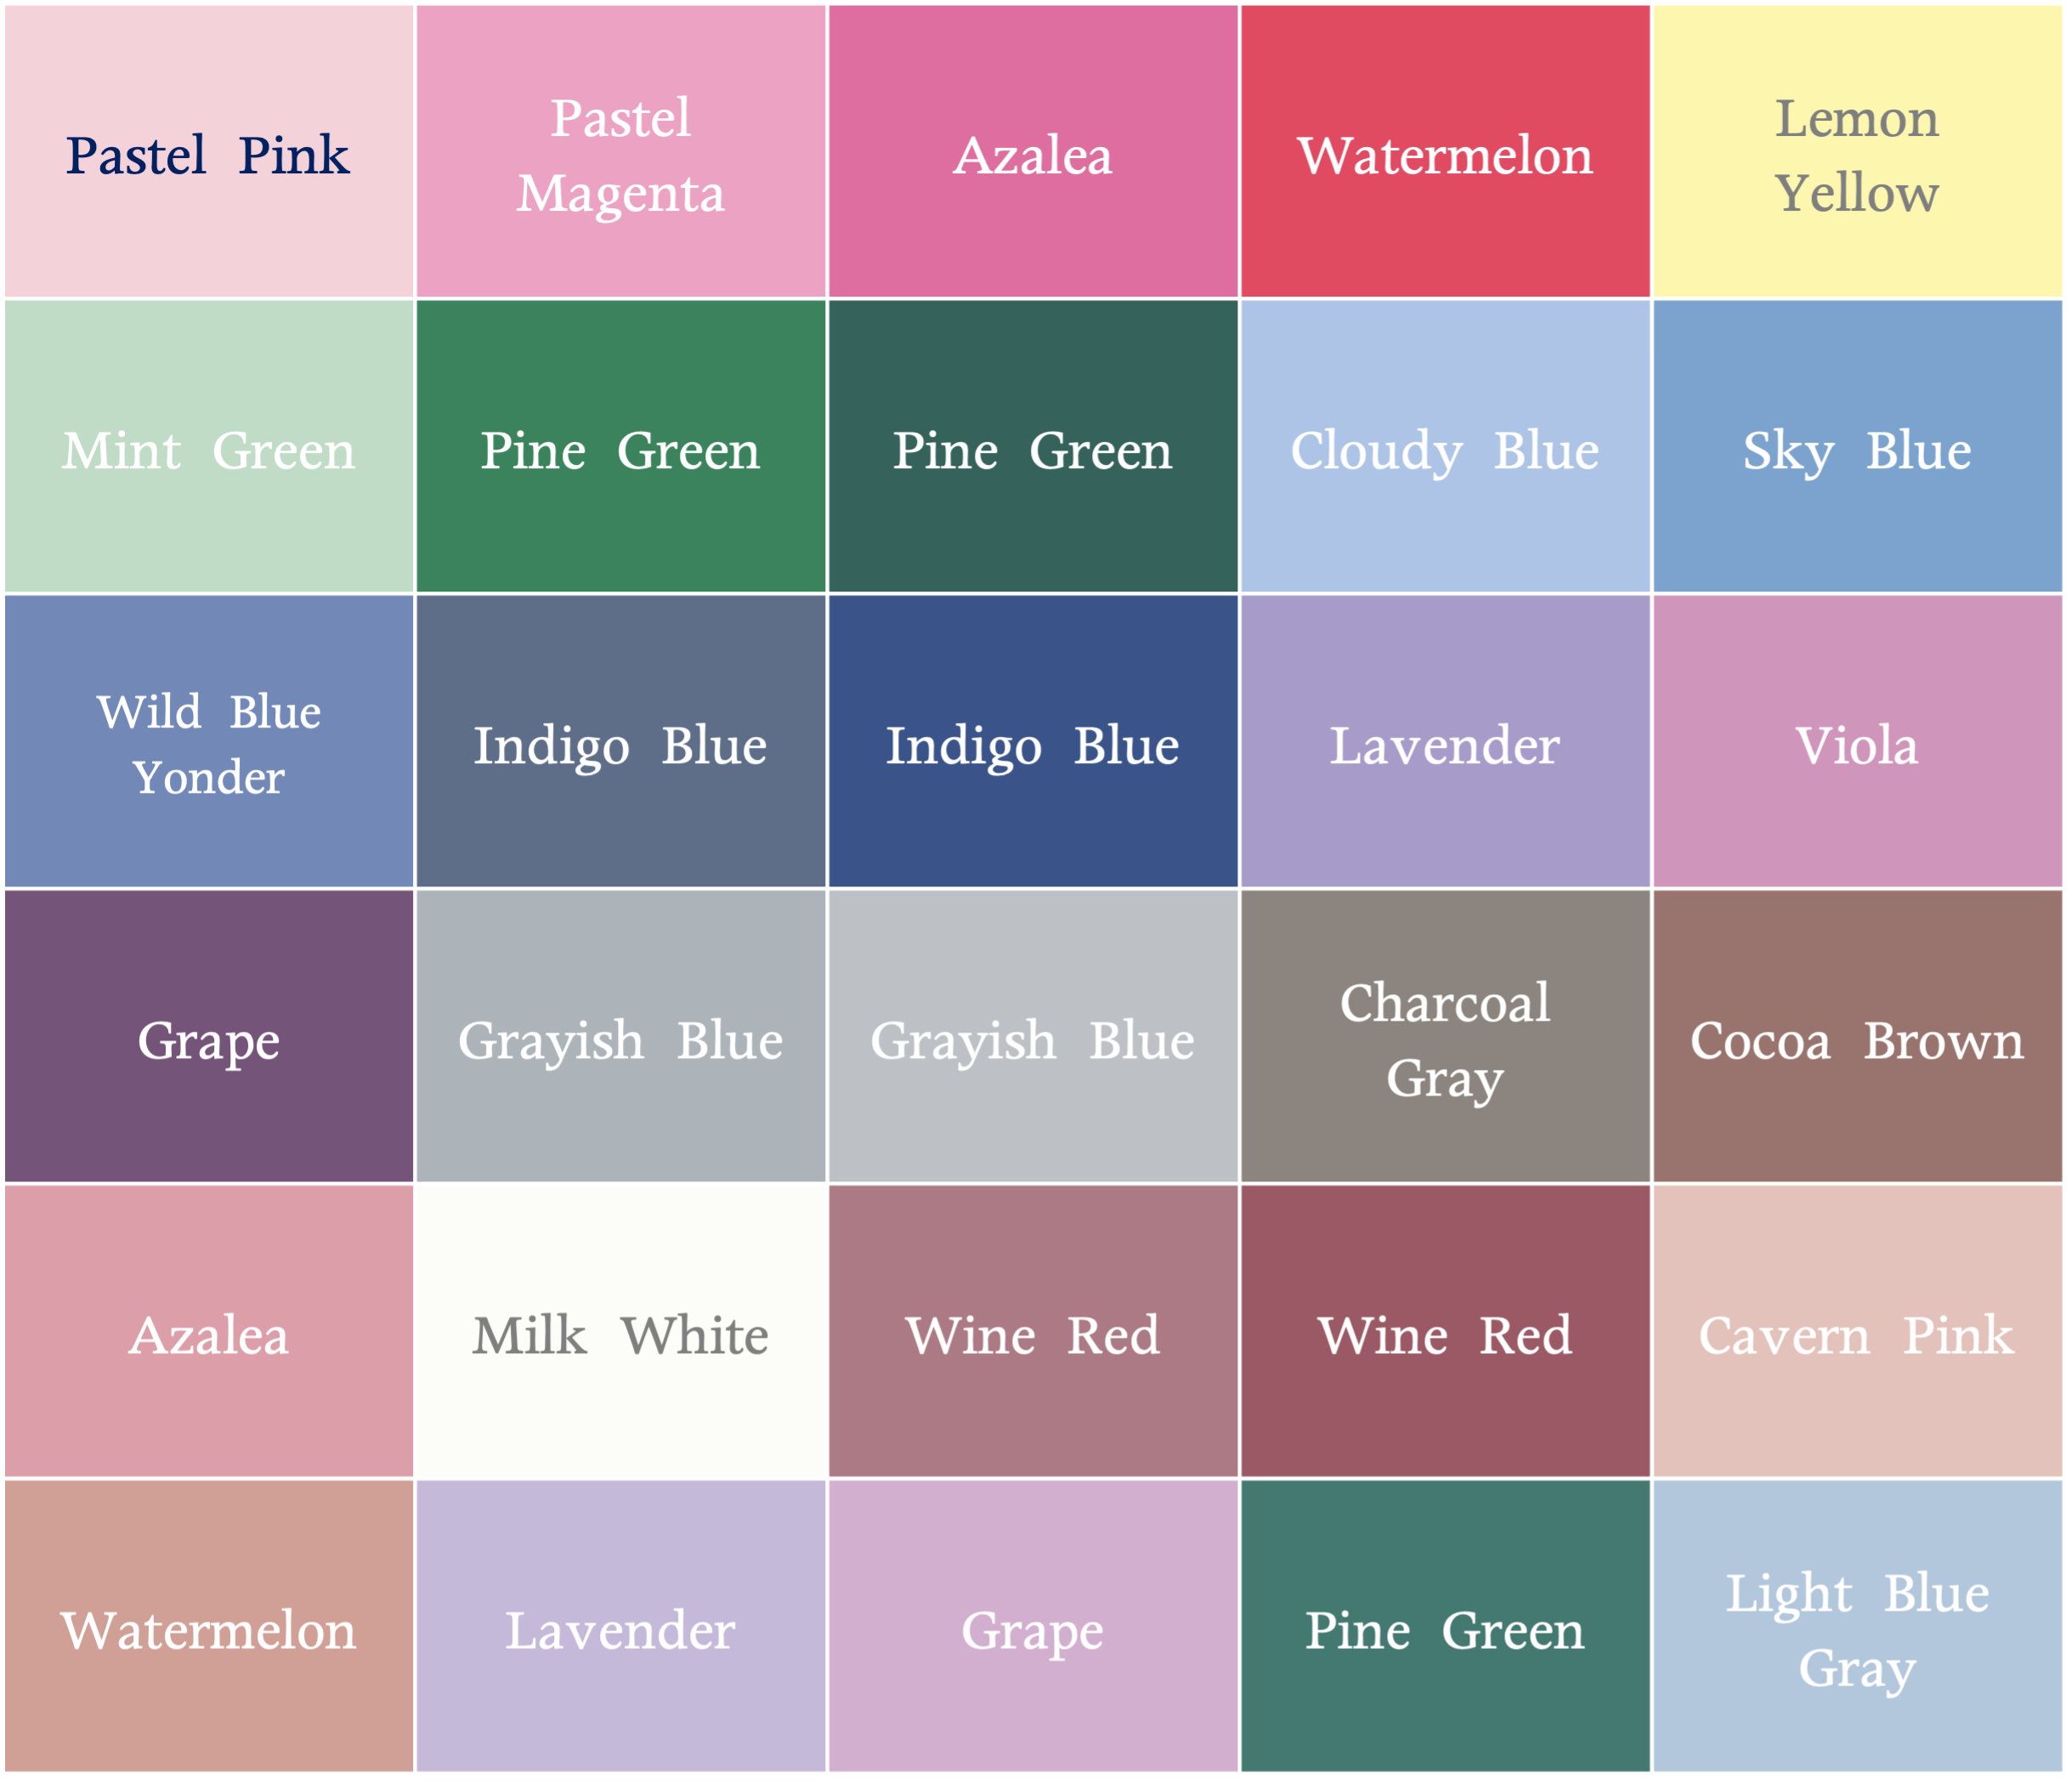 Pastel Pink
Pastel
Magenta
Azalea
Watermelon
Lemon
Yellow
Mint Green
Pine Green
Pine Green
Cloudy Blue
Sky Blue
Wild Blue
Yonder
Indigo Blue
Indigo Blue
Lavender
Viola
Grape
Grayish Blue
Grayish Blue
Charcoal
Gray
Cocoa Brown
Azalea
Milk White
Wine Red
Wine Red
Cavern Pink
Watermelon
Lavender
Grape
Pine Green
Light Blue
Gray